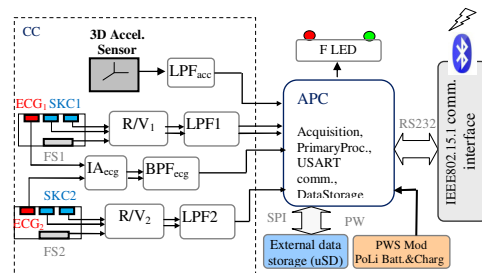 CC
3D Accel.
Sensor
LPFacc
F LED
ECG1 SKC1
R/V1
LPF1
FS1
IAecg
BPFecg
SKC2
ECG2
R/V2
LPF2
FS2
APC
Acquisition,
PrimaryProc.,
USART
comm.,
DataStorage
RS232
IEEE802.15.1 comm.
interface
SPI
PW
External data
storage (uSD)
PWS Mod
PoLi Batt.&Charg